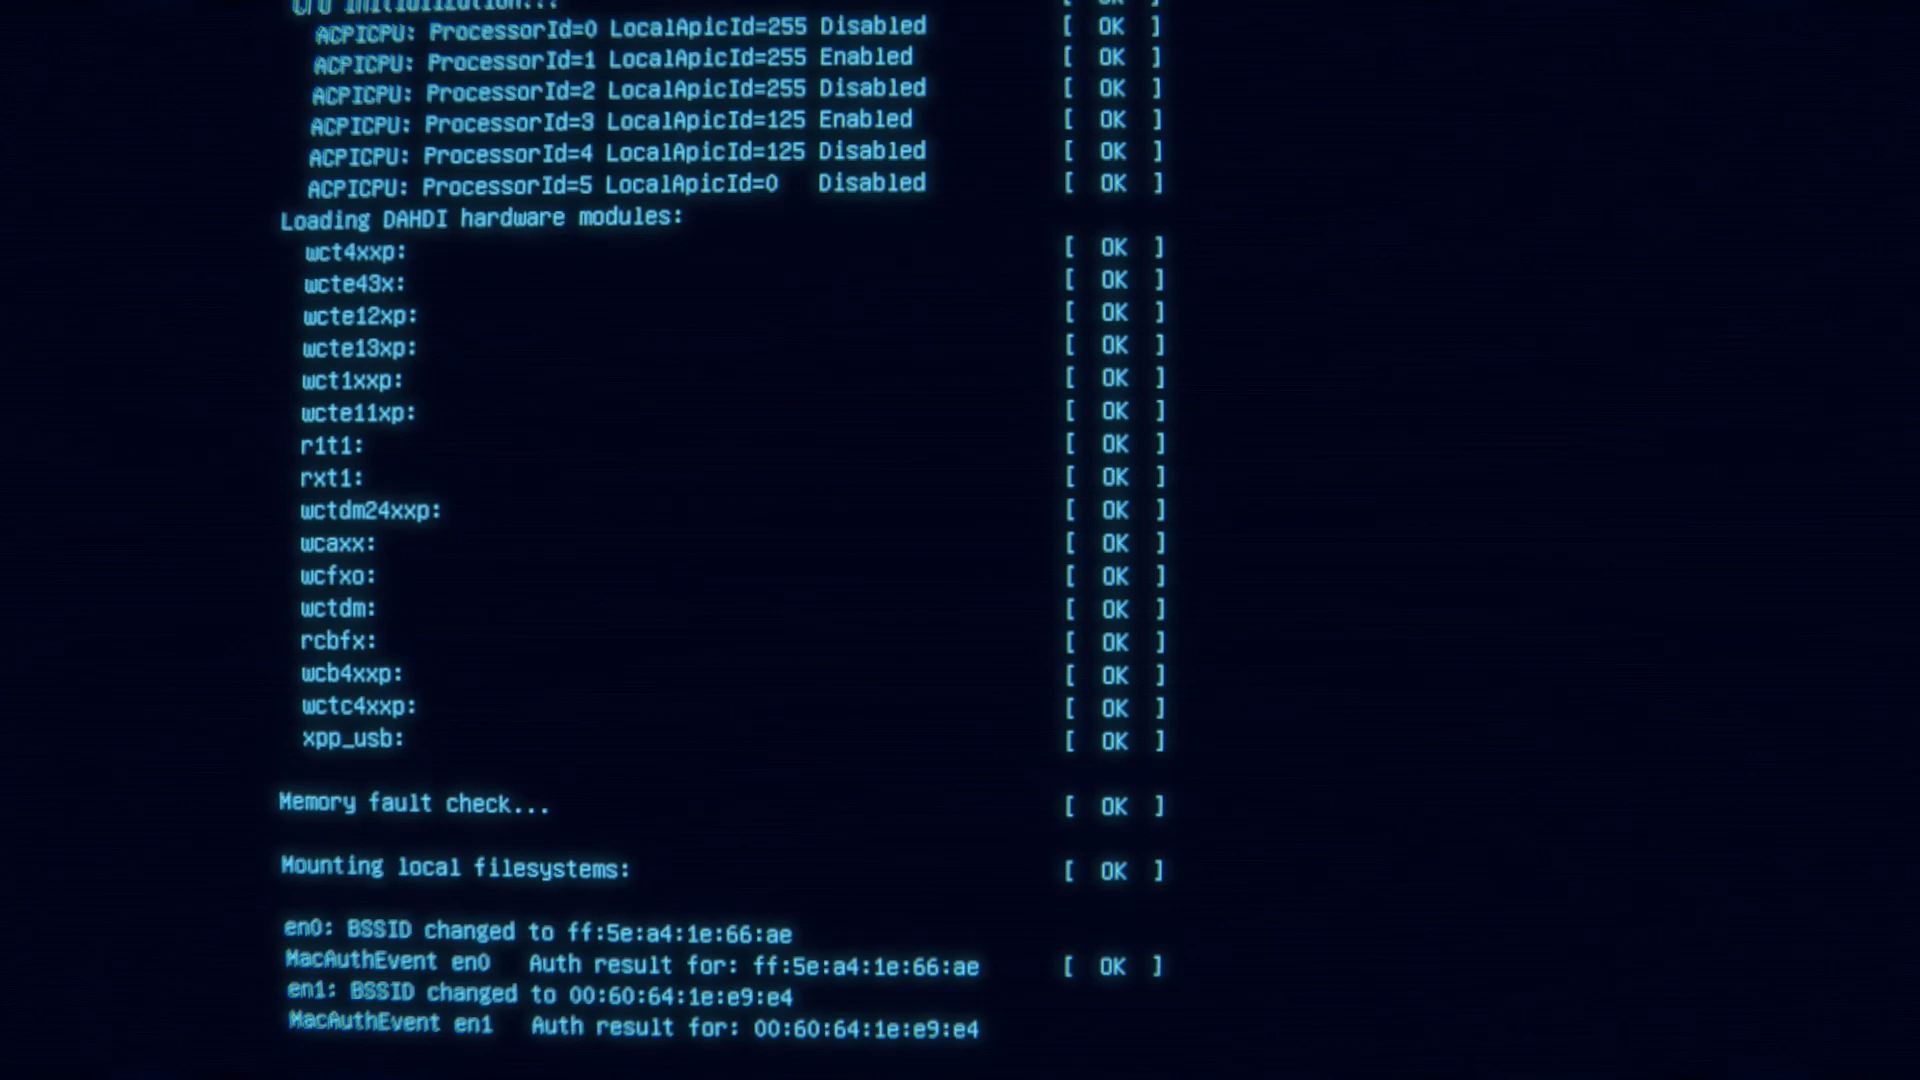 CPU initialization... [ OK ]
ACPICPU: ProcessorId=0 LocalApicId=255 Disabled [ OK ]
ACPICPU: ProcessorId=1 LocalApicId=255 Enabled [ OK ]
ACPICPU: ProcessorId=2 LocalApicId=255 Disabled [ OK ]
ACPICPU: ProcessorId=3 LocalApicId=125 Enabled [ OK ]
ACPICPU: ProcessorId=4 LocalApicId=125 Disabled [ OK ]
ACPICPU: ProcessorId=5 LocalApicId=0 Disabled [ OK ]
Loading DAHDI hardware modules:
wct4xxp: [ OK ]
wcte43x: [ OK ]
wcte12xp: [ OK ]
wcte13xp: [ OK ]
wct1xxp: [ OK ]
wcte11xp: [ OK ]
r1t1: [ OK ]
rxt1: [ OK ]
wctdm24xxp: [ OK ]
wcaxx: [ OK ]
wcfxo: [ OK ]
wctdm: [ OK ]
rcbfx: [ OK ]
wcb4xxp: [ OK ]
wctc4xxp: [ OK ]
xpp_usb: [ OK ]
Memory fault check... [ OK ]
Mounting local filesystems: [ OK ]
en0: BSSID changed to ff:5e:a4:1e:66:ae
MacAuthEvent en0 Auth result for: ff:5e:a4:1e:66:ae [ OK ]
en1: BSSID changed to 00:60:64:1e:e9:e4
MacAuthEvent en1 Auth result for: 00:60:64:1e:e9:e4